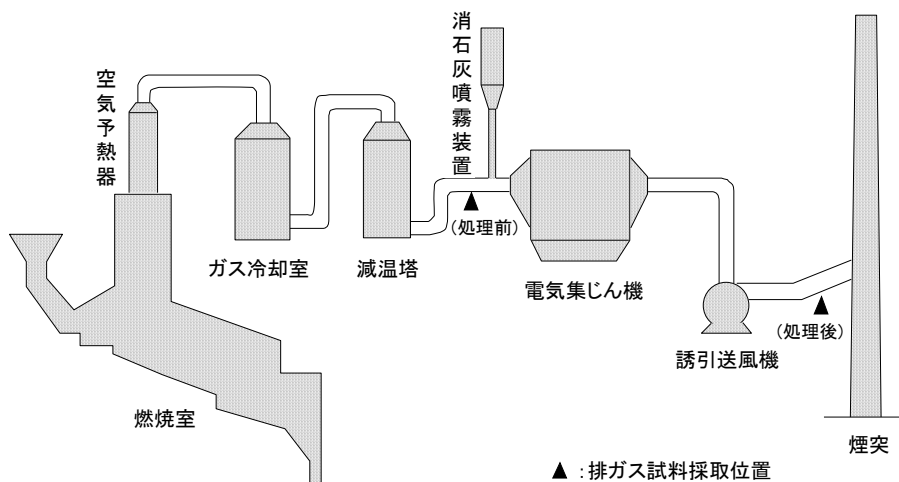 消石灰噴霧装置
空気予熱器
(処理前)
ガス冷却室
減温塔
電気集じん機
(処理後)
誘引送風機
燃焼室
煙突
▲ :排ガス試料採取位置